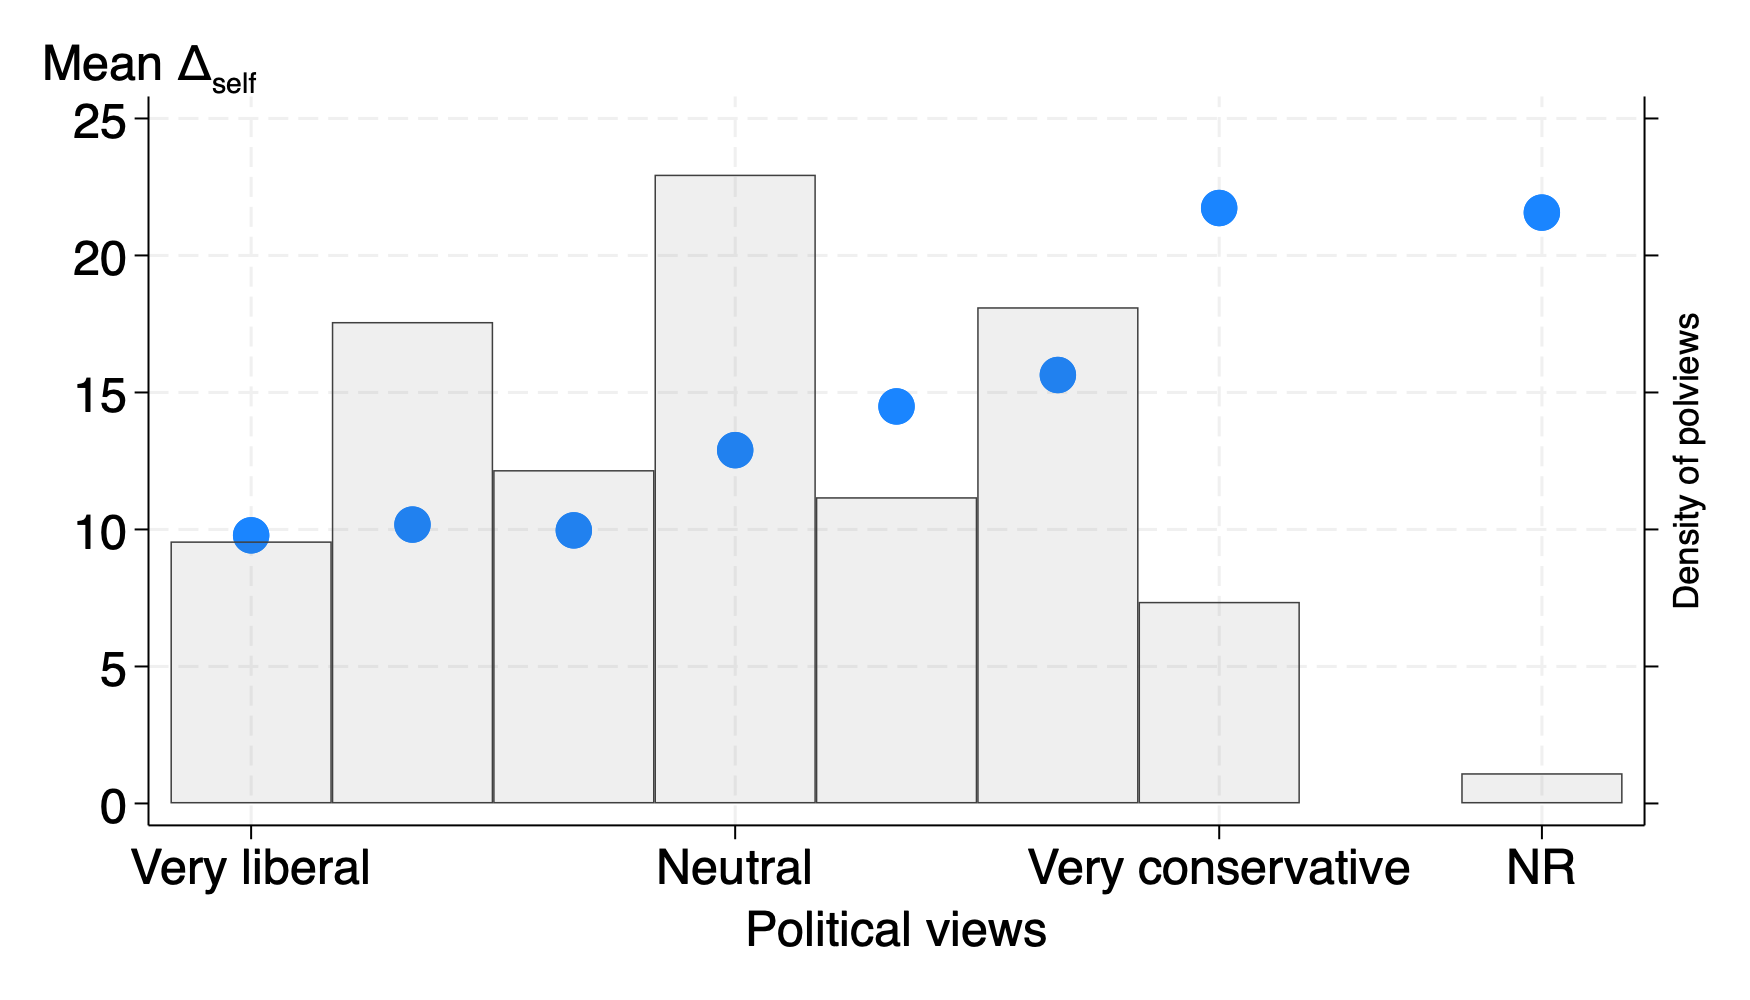 Mean Δself
25
20
15
10
5
0
Density of polviews
Very liberal Neutral Very conservative NR
Political views